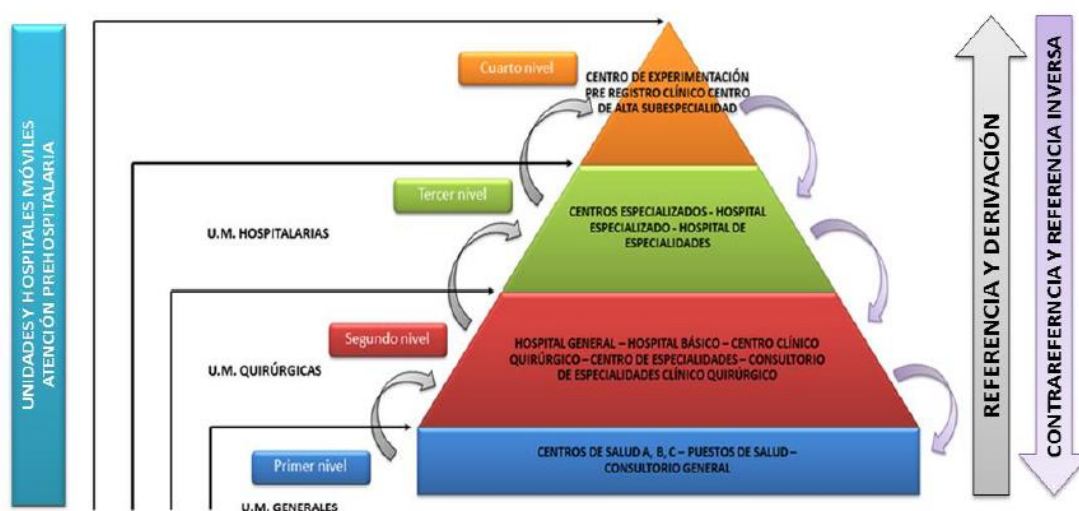 UNIDADES Y HOSPITALES MÓVILES
ATENCIÓN PREHOSPITALARIA
Cuarto nivel
CENTRO DE EXPERIMENTACIÓN
PRE REGISTRO CLÍNICO CENTRO
DE ALTA SUBESPECIALIDAD
Tercer nivel
U.M. HOSPITALARIAS
CENTROS ESPECIALIZADOS - HOSPITAL
ESPECIALIZADO - HOSPITAL DE
ESPECIALIDADES
Segundo nivel
U.M. QUIRÚRGICAS
HOSPITAL GENERAL – HOSPITAL BÁSICO – CENTRO CLÍNICO
QUIRÚRGICO – CENTRO DE ESPECIALIDADES – CONSULTORIO
DE ESPECIALIDADES CLÍNICO QUIRÚRGICO
Primer nivel
CENTROS DE SALUD A, B, C – PUESTOS DE SALUD –
CONSULTORIO GENERAL
U.M. GENERALES
REFERENCIA Y DERIVACIÓN
CONTRAREFERNCIA Y REFERENCIA INVERSA